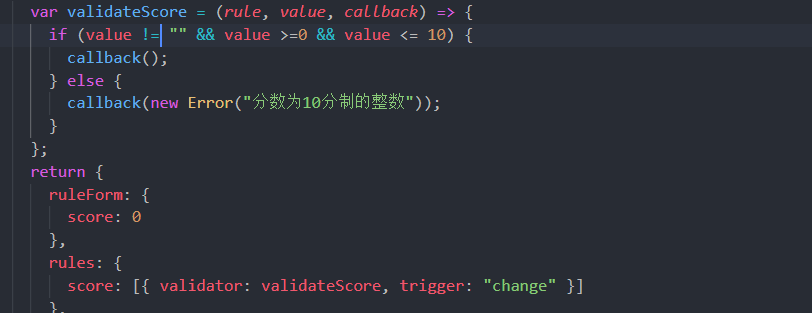 var validateScore = (rule, value, callback) => {
if (value != "" && value >=0 && value <= 10) {
callback();
} else {
callback(new Error("分数为10分制的整数"));
}
};
return {
ruleForm: {
score: 0
},
rules: {
score: [{ validator: validateScore, trigger: "change" }]
},